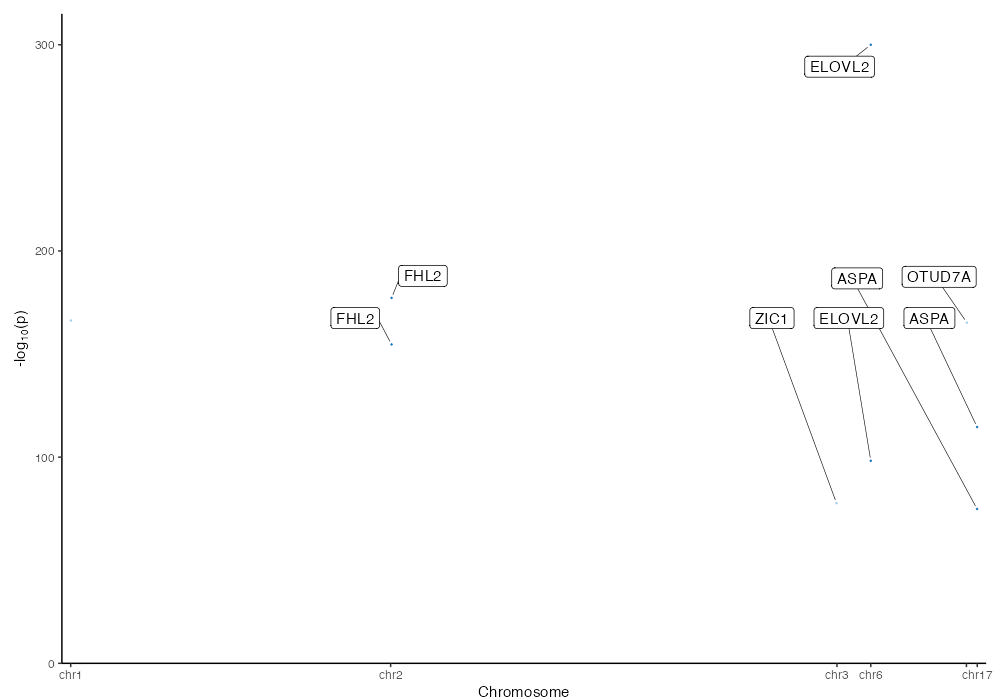 300
ELOVL2
200
FHL2
ASPA
OTUD7A
FHL2
ZIC1
ELOVL2
ASPA
-log10(p)
100
0
chr1
chr2
chr3
chr6
chr17
Chromosome